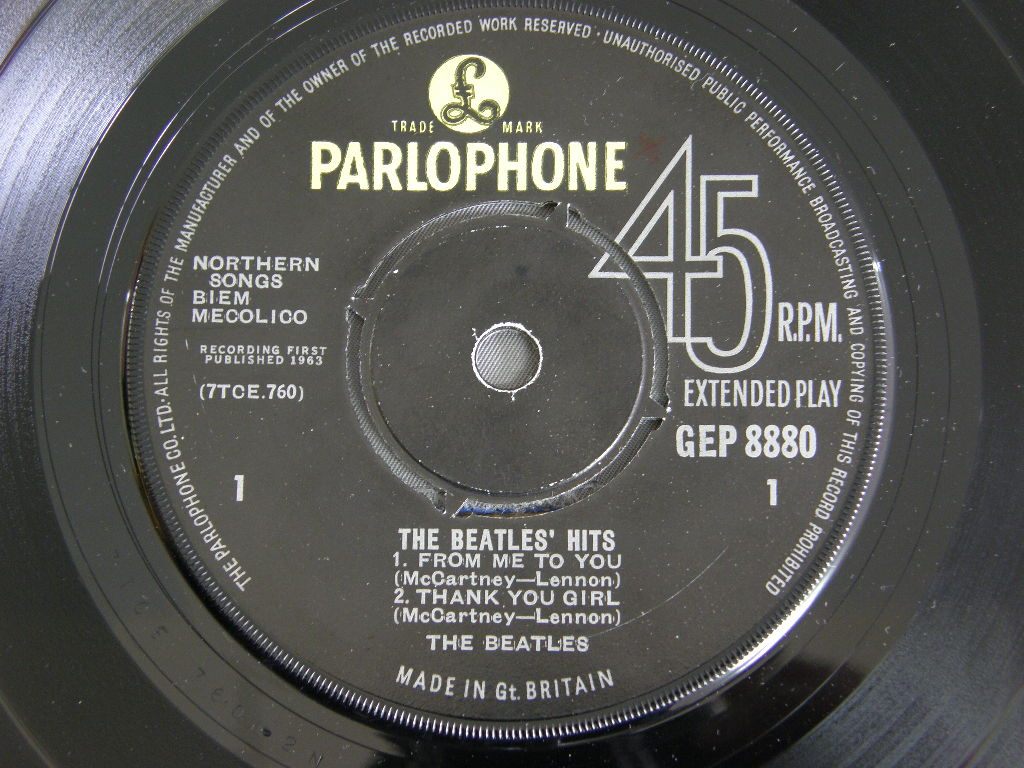 THE PARLOPHONE CO. LTD. ALL RIGHTS OF THE MANUFACTURER AND OF THE OWNER OF THE RECORDED WORK RESERVED · UNAUTHORISED PUBLIC PERFORMANCE BROADCASTING AND COPYING OF THIS RECORD PROHIBITED
£
TRADE MARK
PARLOPHONE
45
R.P.M.
EXTENDED PLAY
GEP 8880
NORTHERN
SONGS
BIEM
MECOLICO
RECORDING FIRST
PUBLISHED 1963
(7TCE.760)
1 1
THE BEATLES' HITS
1. FROM ME TO YOU
(McCartney—Lennon)
2. THANK YOU GIRL
(McCartney—Lennon)
THE BEATLES
MADE IN Gt. BRITAIN